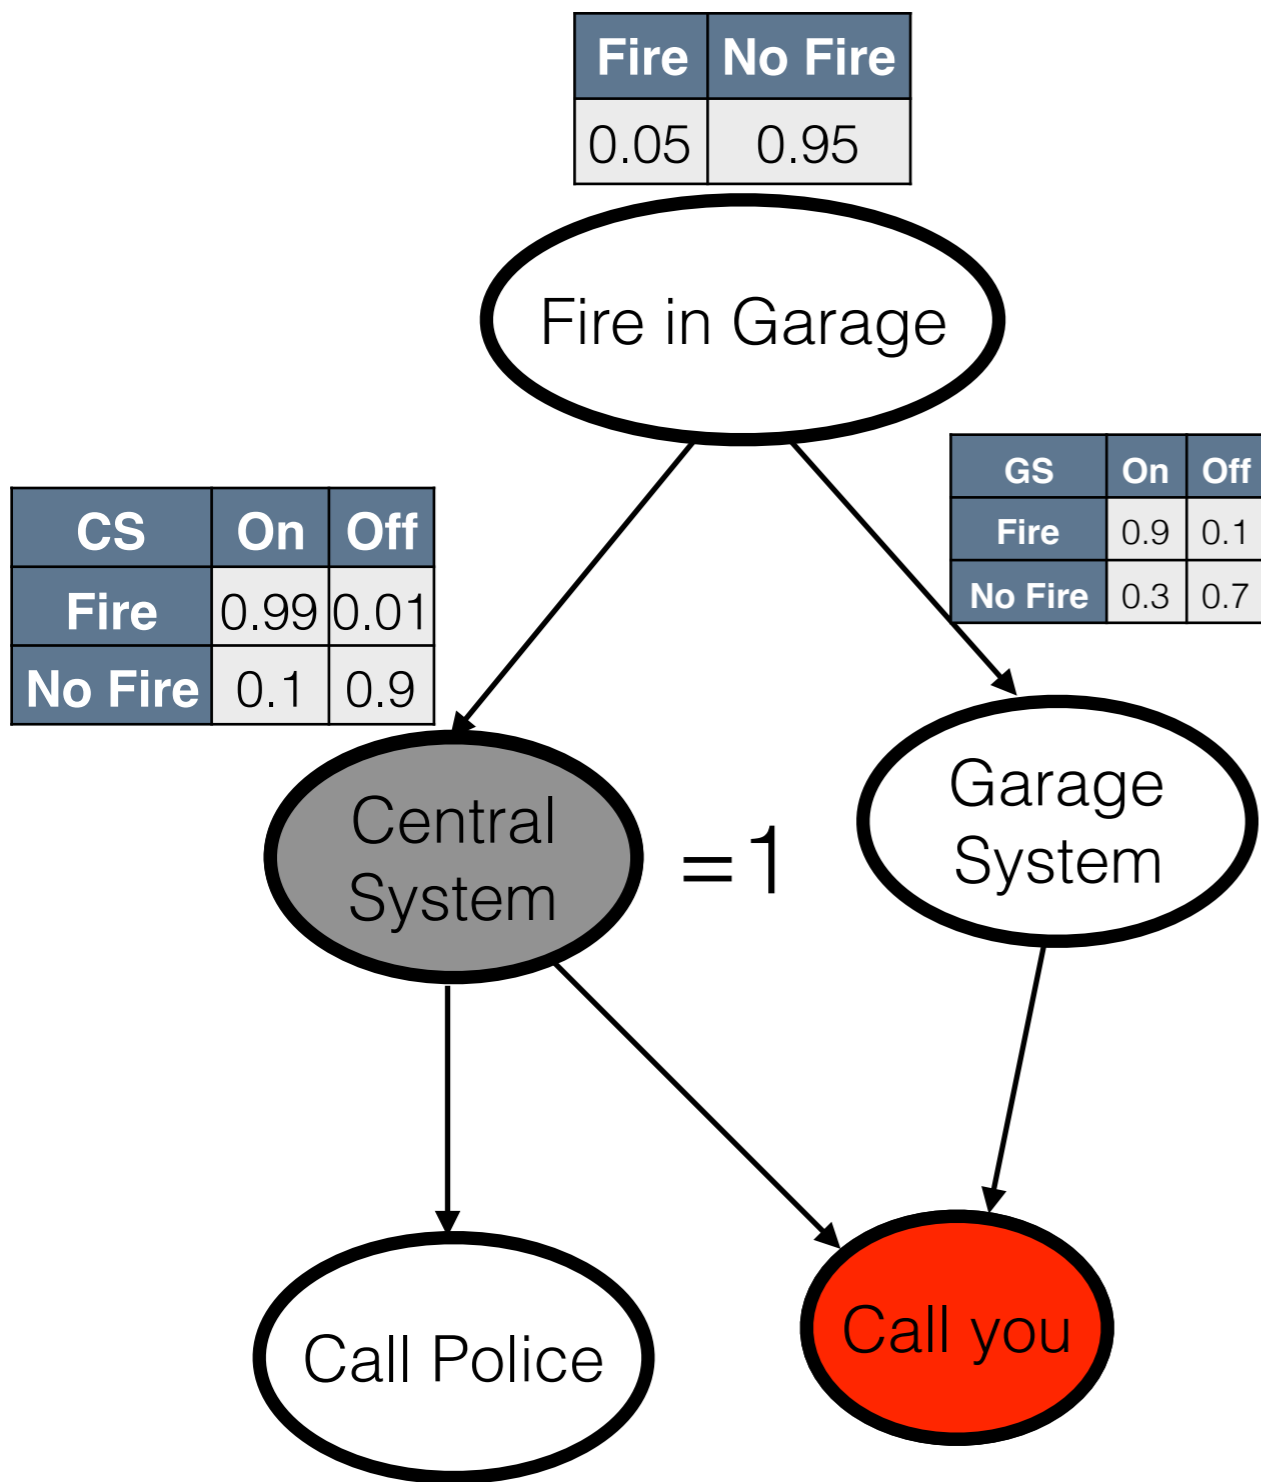 Fire No Fire
0.05 0.95
Fire in Garage
GS On Off
Fire 0.9 0.1
No Fire 0.3 0.7
CS On Off
Fire 0.99 0.01
No Fire 0.1 0.9
Central
System
=1
Garage
System
Call Police
Call you